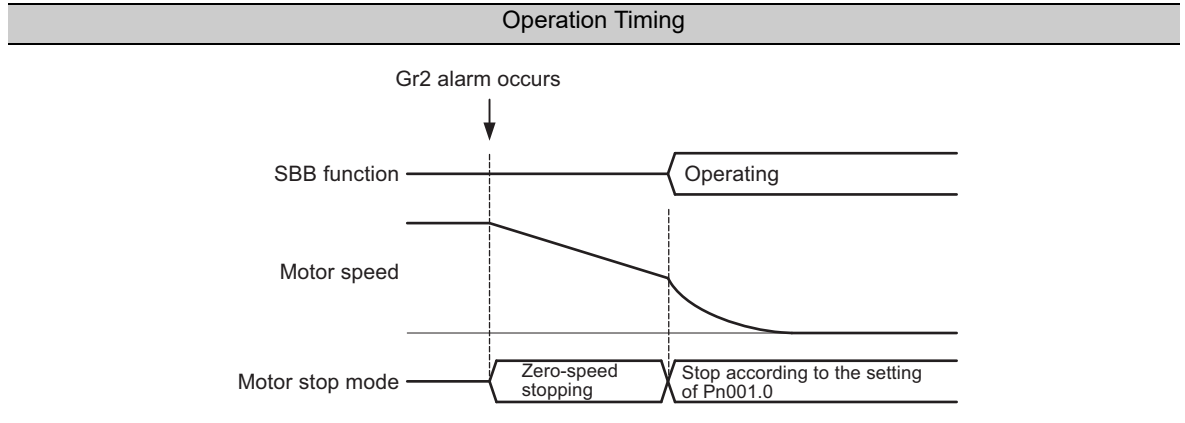 Operation Timing
Gr2 alarm occurs
SBB function
Operating
Motor speed
Motor stop mode
Zero-speed
stopping
Stop according to the setting
of Pn001.0